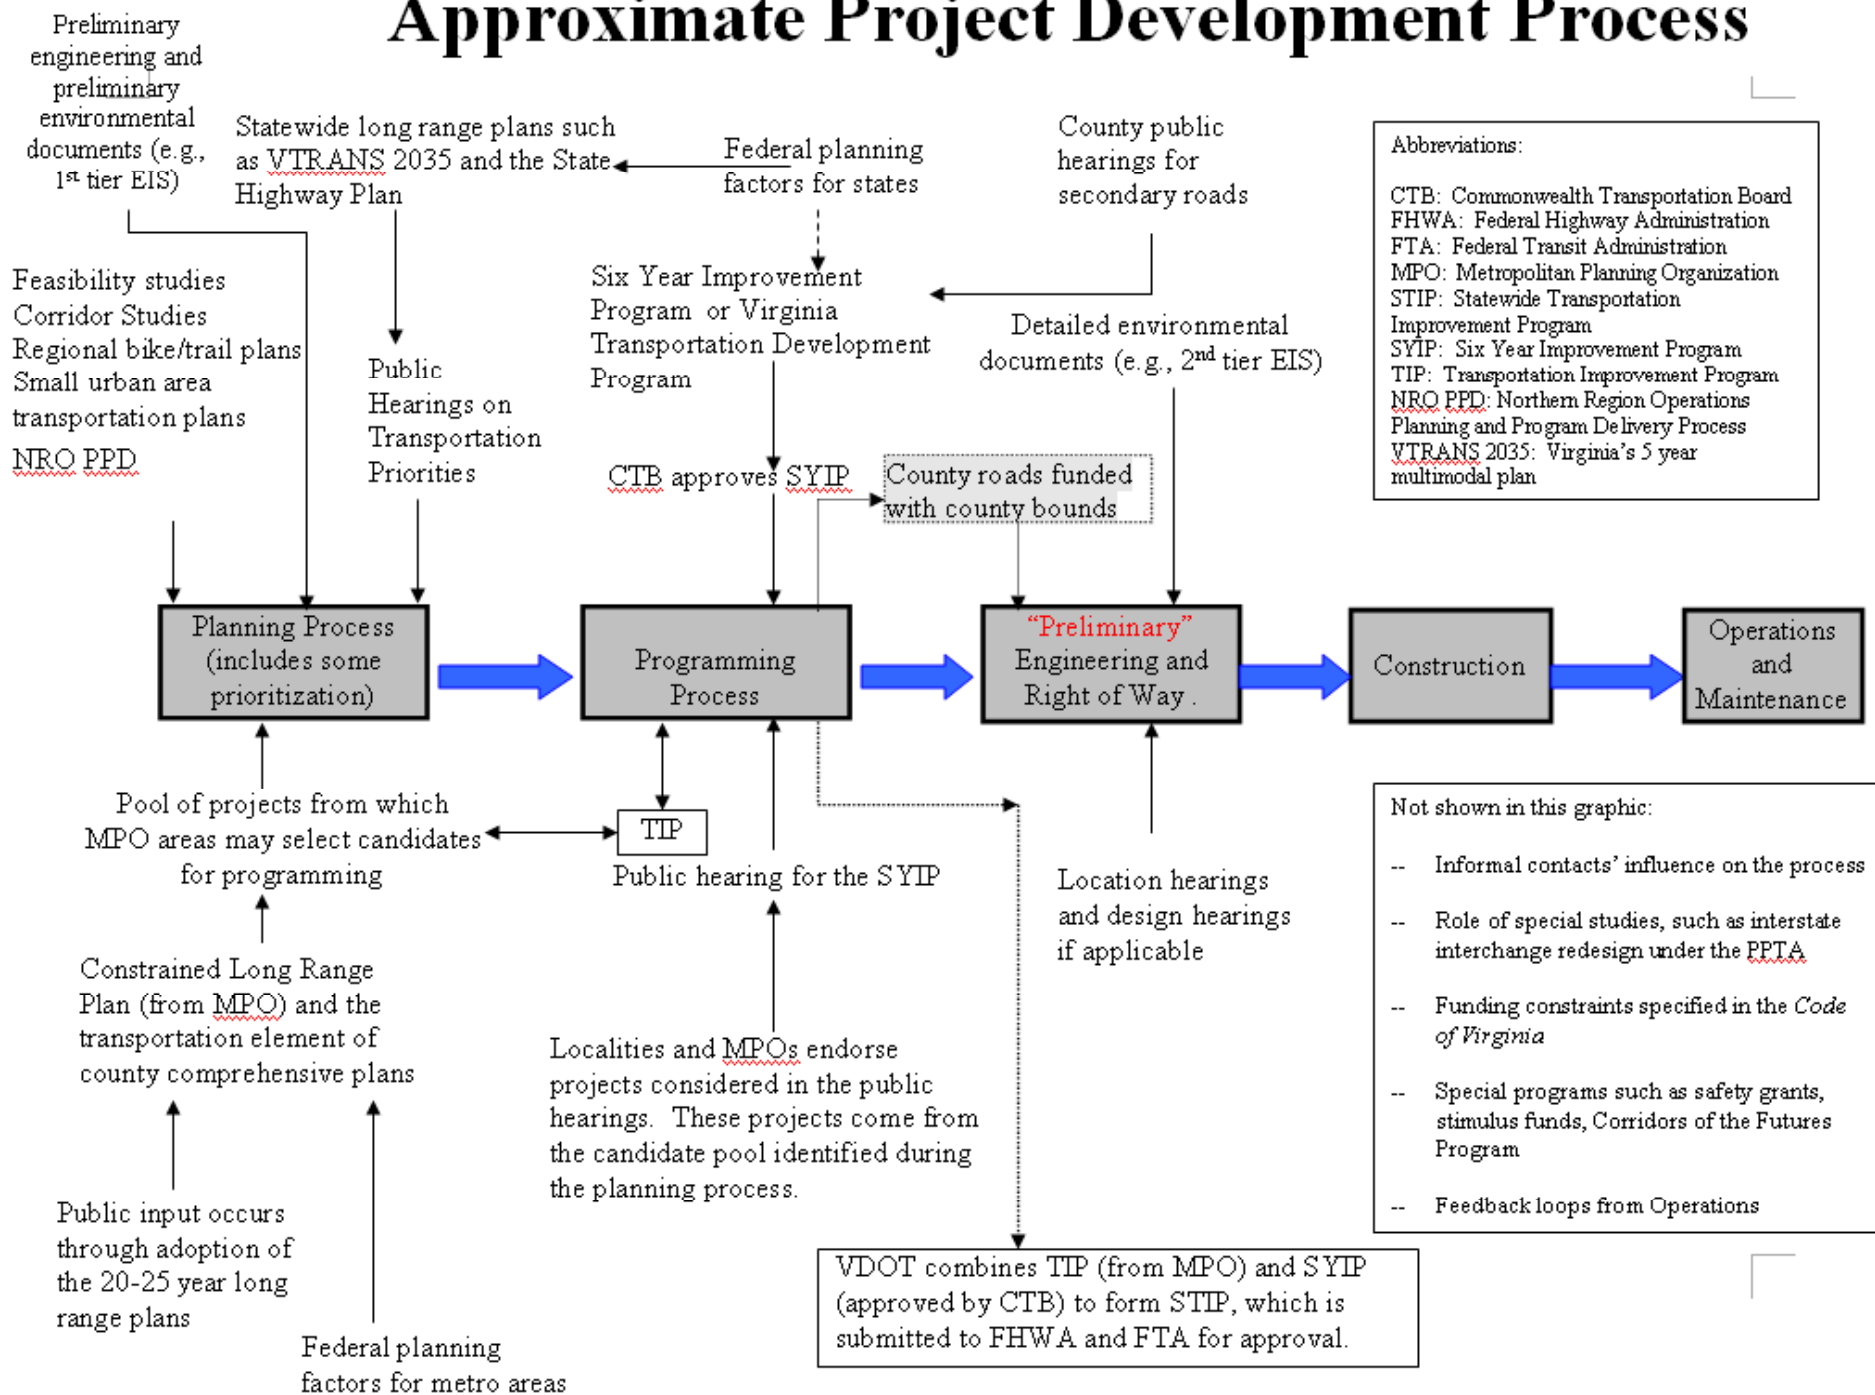 Approximate Project Development Process
Preliminary
engineering and
preliminary
environmental
documents (e.g.,
1st tier EIS)
Statewide long range plans such
as VTRANS 2035 and the State
Highway Plan
Federal planning
factors for states
County public
hearings for
secondary roads
Abbreviations:
CTB: Commonwealth Transportation Board
FHWA: Federal Highway Administration
FTA: Federal Transit Administration
MPO: Metropolitan Planning Organization
STIP: Statewide Transportation
Improvement Program
SYIP: Six Year Improvement Program
TIP: Transportation Improvement Program
NRO PPD: Northern Region Operations
Planning and Program Delivery Process
VTRANS 2035: Virginia's 5 year
multimodal plan
Feasibility studies
Corridor Studies
Regional bike/trail plans
Small urban area
transportation plans
NRO PPD
Public
Hearings on
Transportation
Priorities
Six Year Improvement
Program or Virginia
Transportation Development
Program
Detailed environmental
documents (e.g., 2nd tier EIS)
CTB approves SYIP
County roads funded
with county bounds
Planning Process
(includes some
prioritization)
Programming
Process
“Preliminary”
Engineering and
Right of Way .
Construction
Operations
and
Maintenance
Pool of projects from which
MPO areas may select candidates
for programming
TIP
Public hearing for the SYIP
Location hearings
and design hearings
if applicable
Constrained Long Range
Plan (from MPO) and the
transportation element of
county comprehensive plans
Localities and MPOs endorse
projects considered in the public
hearings. These projects come from
the candidate pool identified during
the planning process.
Public input occurs
through adoption of
the 20-25 year long
range plans
Federal planning
factors for metro areas
VDOT combines TIP (from MPO) and SYIP
(approved by CTB) to form STIP, which is
submitted to FHWA and FTA for approval.
Not shown in this graphic:
-- Informal contacts' influence on the process
-- Role of special studies, such as interstate
interchange redesign under the PPTA
-- Funding constraints specified in the Code
of Virginia
-- Special programs such as safety grants,
stimulus funds, Corridors of the Futures
Program
-- Feedback loops from Operations